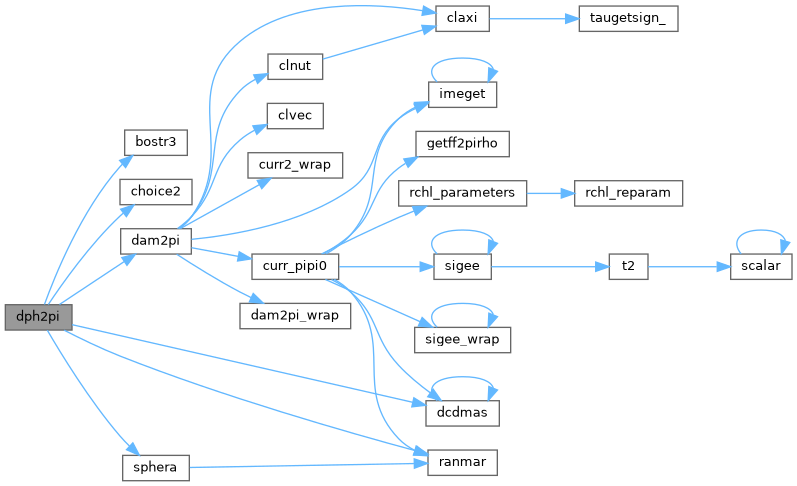 claxi
taugetsign_
clnut
imeget
clvec
bostr3
getff2pirho
curr2_wrap
choice2
rchl_parameters
rchl_reparam
dam2pi
curr_pipi0
sigee
t2
scalar
dph2pi
dam2pi_wrap
sigee_wrap
dcdmas
sphera
ranmar